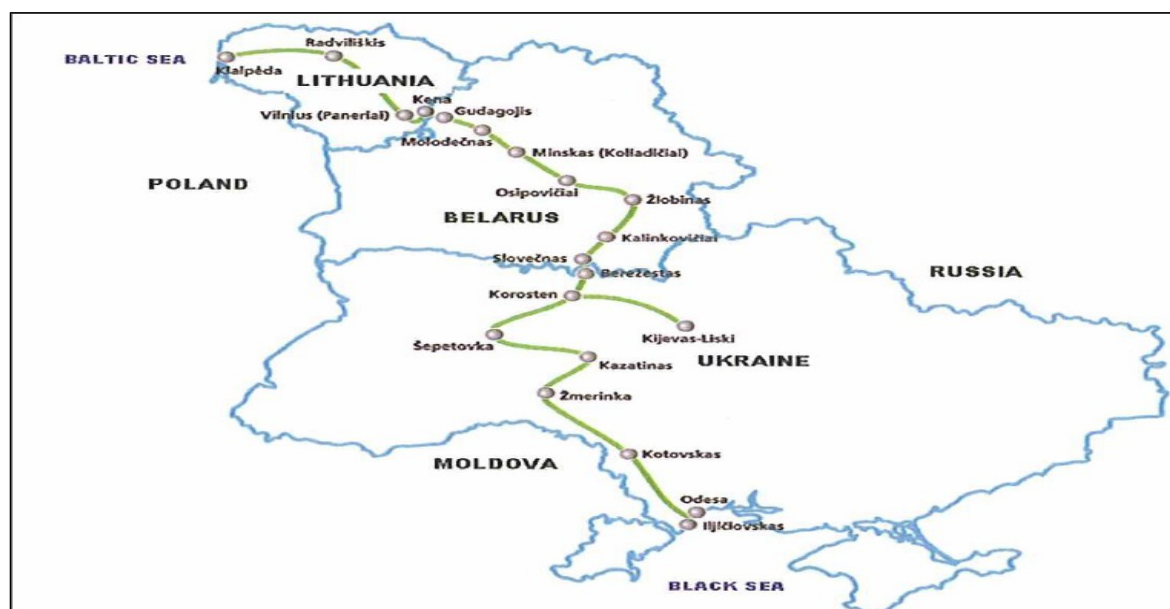 BALTIC SEA
Radviliškis
Klaipėda
LITHUANIA
Kena
Vilnius (Paneriai)
Gudagojis
Molodečnas
Minskas (Koliadičiai)
POLAND
Osipovičiai
Žlobinas
BELARUS
Kalinkovičiai
Slovečnas
Berežestas
RUSSIA
Korosten
Kijevas-Liski
Šepetovka
UKRAINE
Kazatinas
Žmerinka
Kotovskas
MOLDOVA
Odesa
Iljičiovskas
BLACK SEA